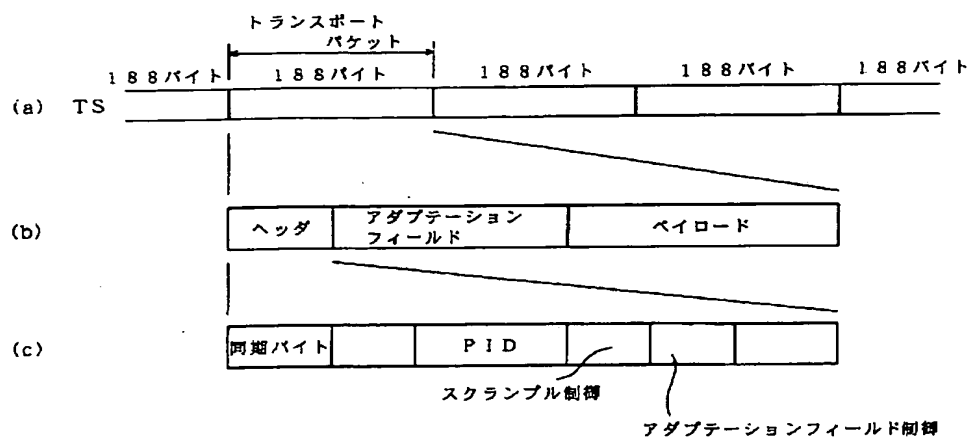 トランスポート
パケット
188バイト 188バイト 188バイト 188バイト 188バイト
(a) TS
(b) ヘッダ アダプテーション
フィールド ペイロード
(c) 同期バイト PID
スクランブル制御
アダプテーションフィールド制御